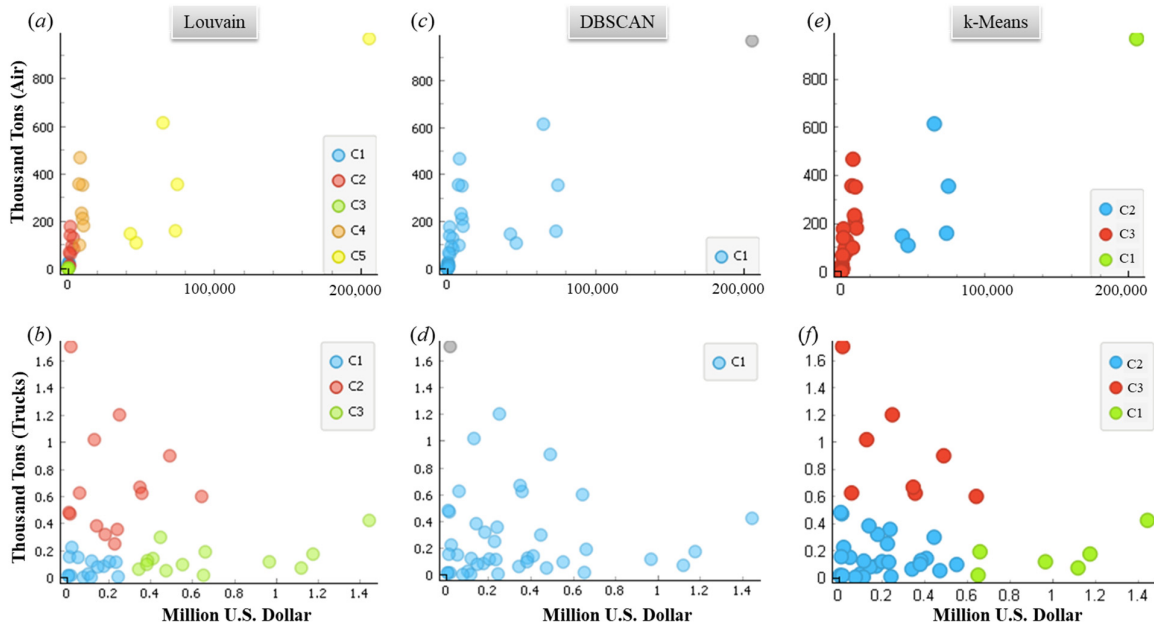 (a) Louvain (c) DBSCAN (e) k-Means
Thousand Tons (Air)
800
600
400
200
0
0 100,000 200,000
C1
C2
C3
C4
C5
800
600
400
200
0
0 100,000 200,000
C1
800
600
400
200
0
0 100,000 200,000
C2
C3
C1
(b) (d) (f)
Thousand Tons (Trucks)
1.6
1.4
1.2
1
0.8
0.6
0.4
0.2
0
0 0.2 0.4 0.6 0.8 1 1.2 1.4
C1
C2
C3
Million U.S. Dollar
1.6
1.4
1.2
1
0.8
0.6
0.4
0.2
0
0 0.2 0.4 0.6 0.8 1 1.2 1.4
C1
Million U.S. Dollar
1.6
1.4
1.2
1
0.8
0.6
0.4
0.2
0
0 0.2 0.4 0.6 0.8 1 1.2 1.4
C2
C3
C1
Million U.S. Dollar